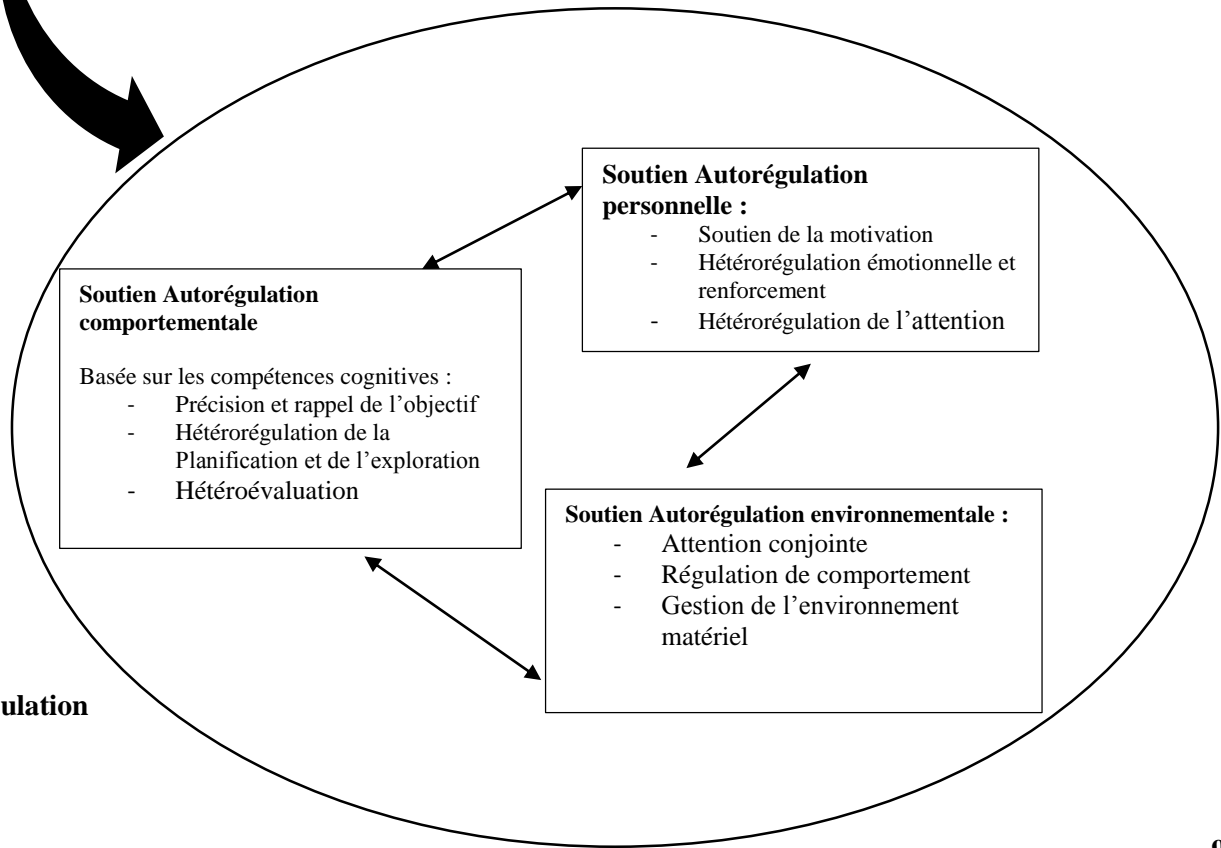 Soutien Autorégulation
personnelle :
- Soutien de la motivation
- Hétérorégulation émotionnelle et
renforcement
- Hétérorégulation de l’attention
Soutien Autorégulation
comportementale
Basée sur les compétences cognitives :
- Précision et rappel de l’objectif
- Hétérorégulation de la
Planification et de l’exploration
- Hétéroévaluation
Soutien Autorégulation environnementale :
- Attention conjointe
- Régulation de comportement
- Gestion de l’environnement
matériel
ulation